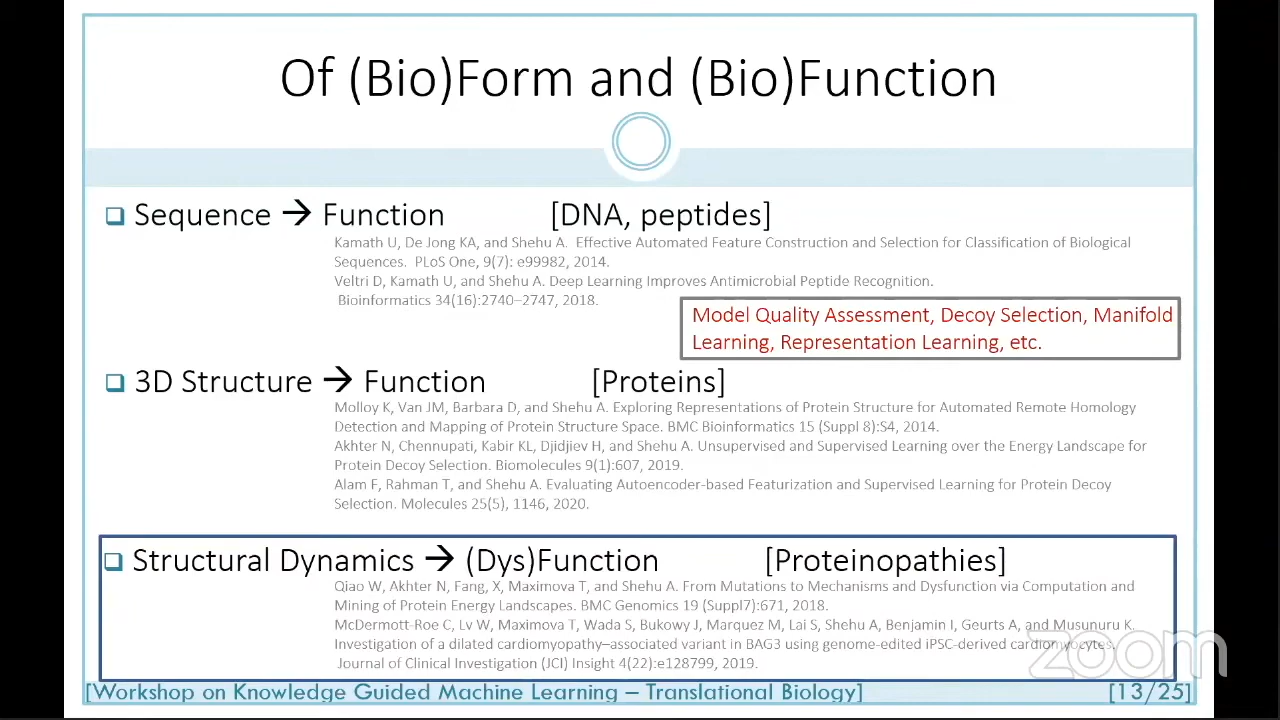 Of (Bio)Form and (Bio)Function
Sequence → Function [DNA, peptides]
Kamath U, De Jong KA, and Shehu A. Effective Automated Feature Construction and Selection for Classification of Biological
Sequences. PLoS One, 9(7): e99982, 2014.
Veltri D, Kamath U, and Shehu A. Deep Learning Improves Antimicrobial Peptide Recognition.
Bioinformatics 34(16):2740–2747, 2018.
Model Quality Assessment, Decoy Selection, Manifold
Learning, Representation Learning, etc.
3D Structure → Function [Proteins]
Molloy K, Van JM, Barbara D, and Shehu A. Exploring Representations of Protein Structure for Automated Remote Homology
Detection and Mapping of Protein Structure Space. BMC Bioinformatics 15 (Suppl 8):S4, 2014.
Akhter N, Chennupati, Kabir KL, Djidjiev H, and Shehu A. Unsupervised and Supervised Learning over the Energy Landscape for
Protein Decoy Selection. Biomolecules 9(1):607, 2019.
Alam F, Rahman T, and Shehu A. Evaluating Autoencoder-based Featurization and Supervised Learning for Protein Decoy
Selection. Molecules 25(5), 1146, 2020.
Structural Dynamics → (Dys)Function [Proteinopathies]
Qiao W, Akhter N, Fang, X, Maximova T, and Shehu A. From Mutations to Mechanisms and Dysfunction via Computation and
Mining of Protein Energy Landscapes. BMC Genomics 19 (Suppl7):671, 2018.
McDermott-Roe C, Lv W, Maximova T, Wada S, Bukowy J, Marquez M, Lai S, Shehu A, Benjamin I, Geurts A, and Musunuru K.
Investigation of a dilated cardiomyopathy–associated variant in BAG3 using genome-edited iPSC-derived cardiomyocytes.
Journal of Clinical Investigation (JCI) Insight 4(22):e128799, 2019.
zoom
[Workshop on Knowledge Guided Machine Learning – Translational Biology] [13/25]